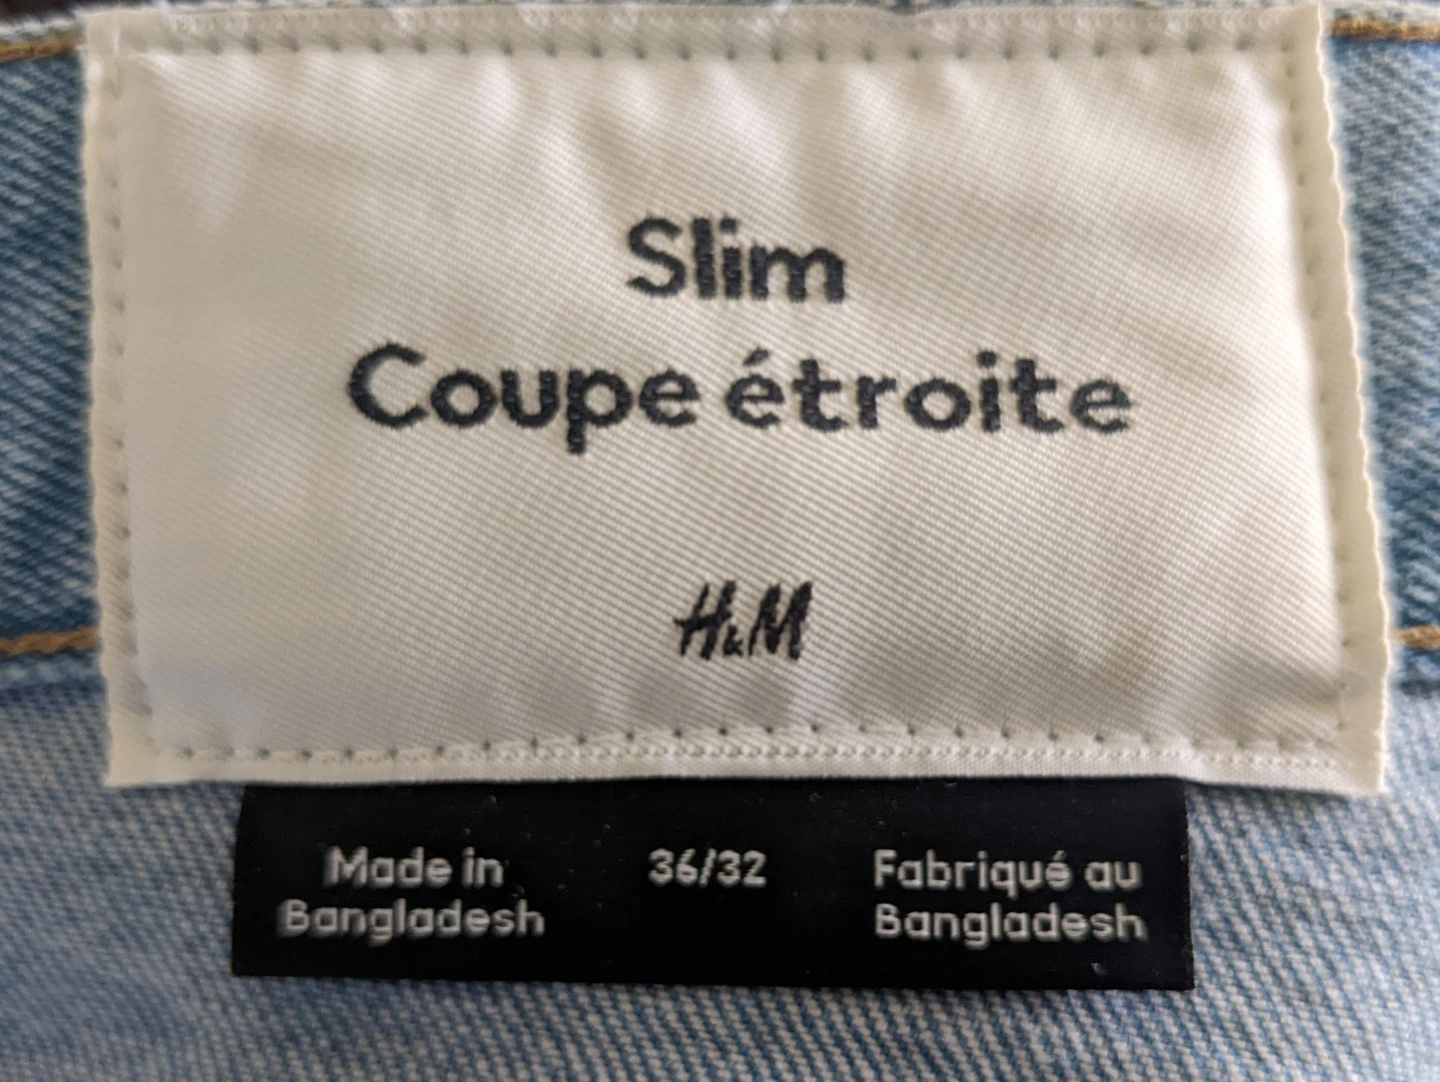 Slim
Coupe étroite
H&M
Made in
Bangladesh
36/32
Fabriqué au
Bangladesh